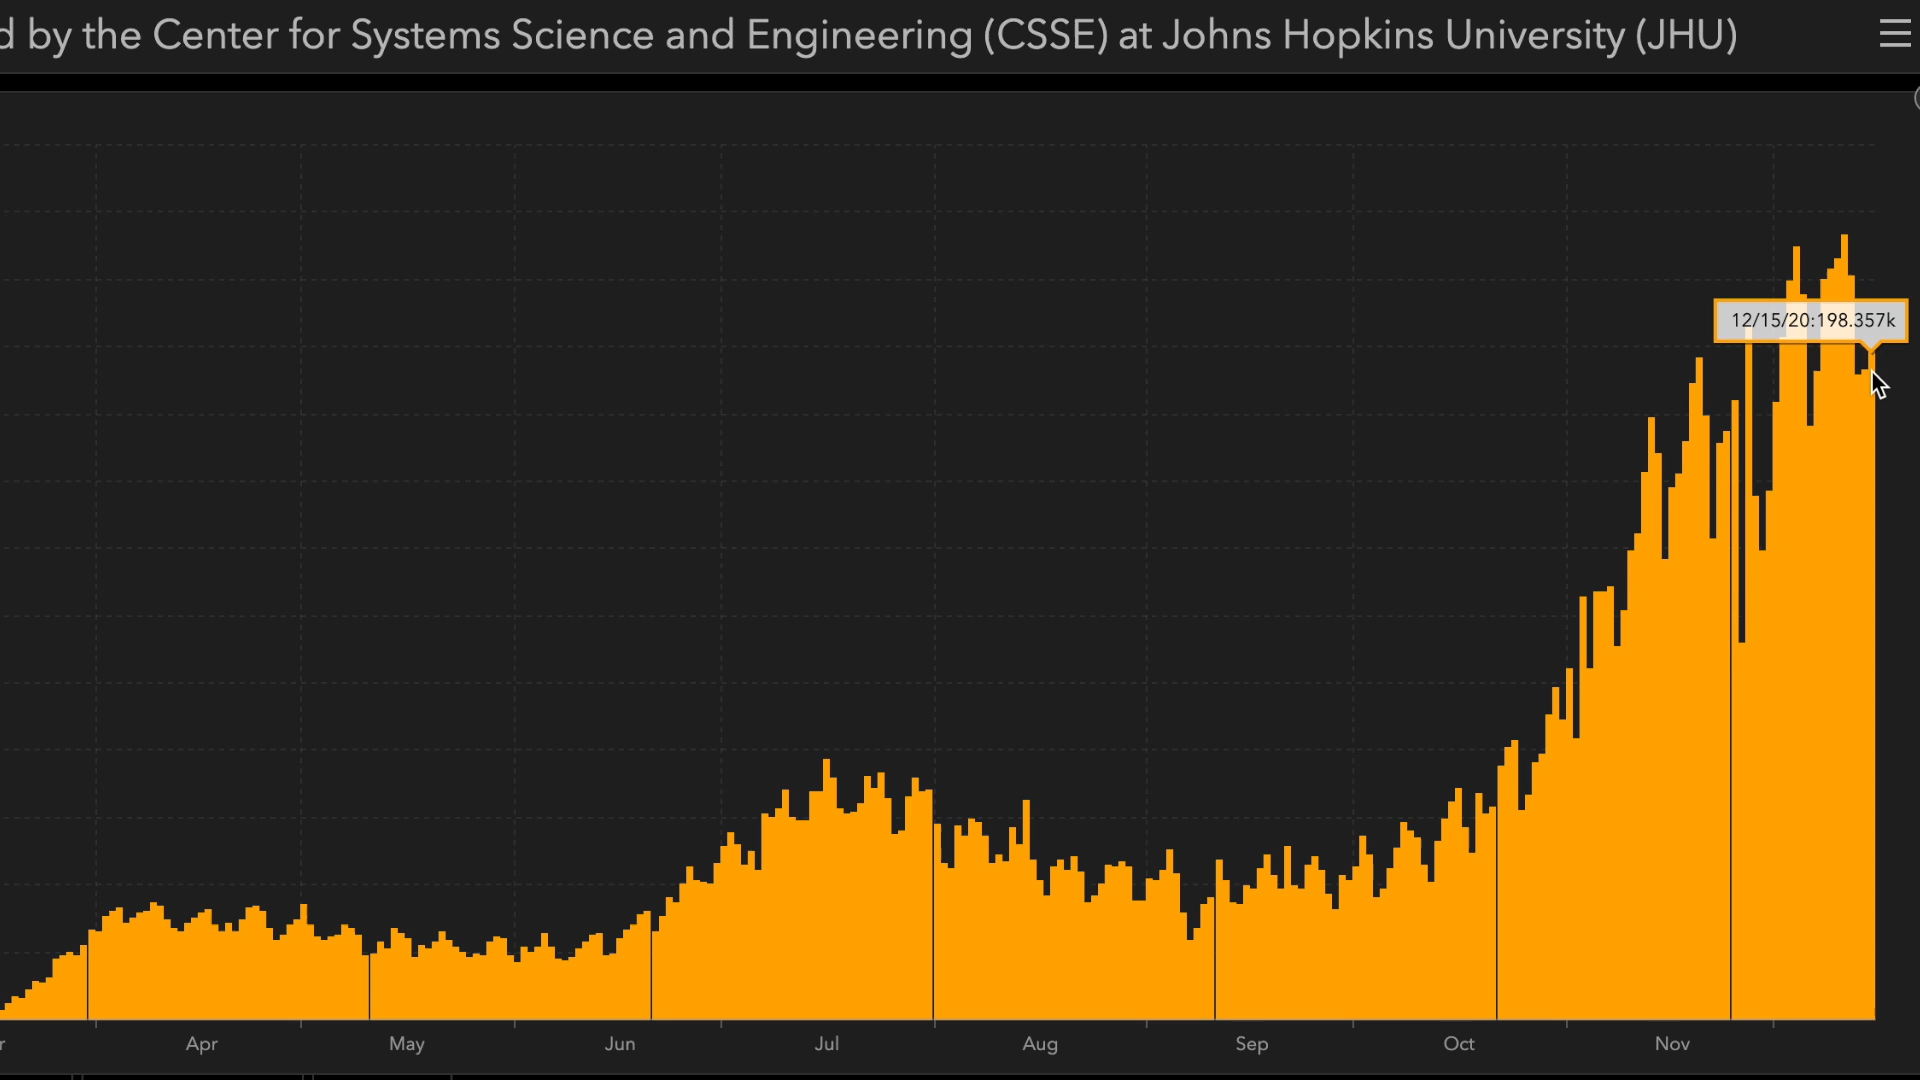 d by the Center for Systems Science and Engineering (CSSE) at Johns Hopkins University (JHU)
12/15/20:198.357k
r Apr May Jun Jul Aug Sep Oct Nov